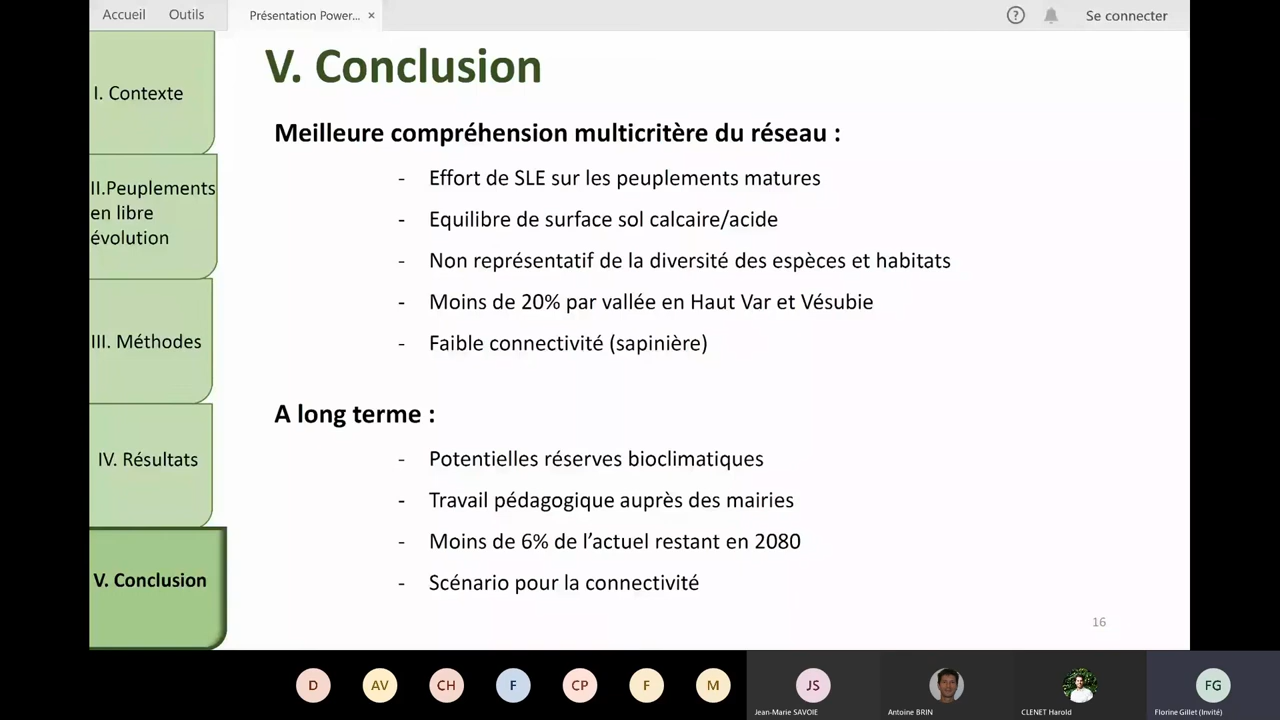 Accueil
Outils
Présentation Power... ×
?
Se connecter
I. Contexte
II.Peuplements
en libre
évolution
III. Méthodes
IV. Résultats
V. Conclusion
V. Conclusion
Meilleure compréhension multicritère du réseau :
- Effort de SLE sur les peuplements matures
- Equilibre de surface sol calcaire/acide
- Non représentatif de la diversité des espèces et habitats
- Moins de 20% par vallée en Haut Var et Vésubie
- Faible connectivité (sapinière)
A long terme :
- Potentielles réserves bioclimatiques
- Travail pédagogique auprès des mairies
- Moins de 6% de l'actuel restant en 2080
- Scénario pour la connectivité
16
D
AV
CH
F
CP
F
M
JS
FG
Jean-Marie SAVOIE
Antoine BRIN
CLENET Harold
Florine Gillet (Invité)